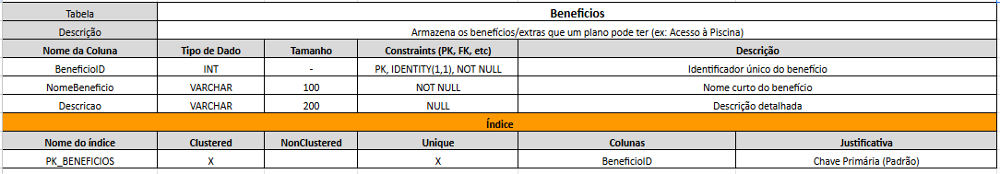 Tabela Beneficios
Descrição Armazena os benefícios/extras que um plano pode ter (ex: Acesso à Piscina)
Nome da Coluna Tipo de Dado Tamanho Constraints (PK, FK, etc) Descrição
BeneficioID INT - PK, IDENTITY(1,1), NOT NULL Identificador único do benefício
NomeBeneficio VARCHAR 100 NOT NULL Nome curto do benefício
Descricao VARCHAR 200 NULL Descrição detalhada
Índice
Nome do índice Clustered NonClustered Unique Colunas Justificativa
PK_BENEFICIOS X X BeneficioID Chave Primária (Padrão)